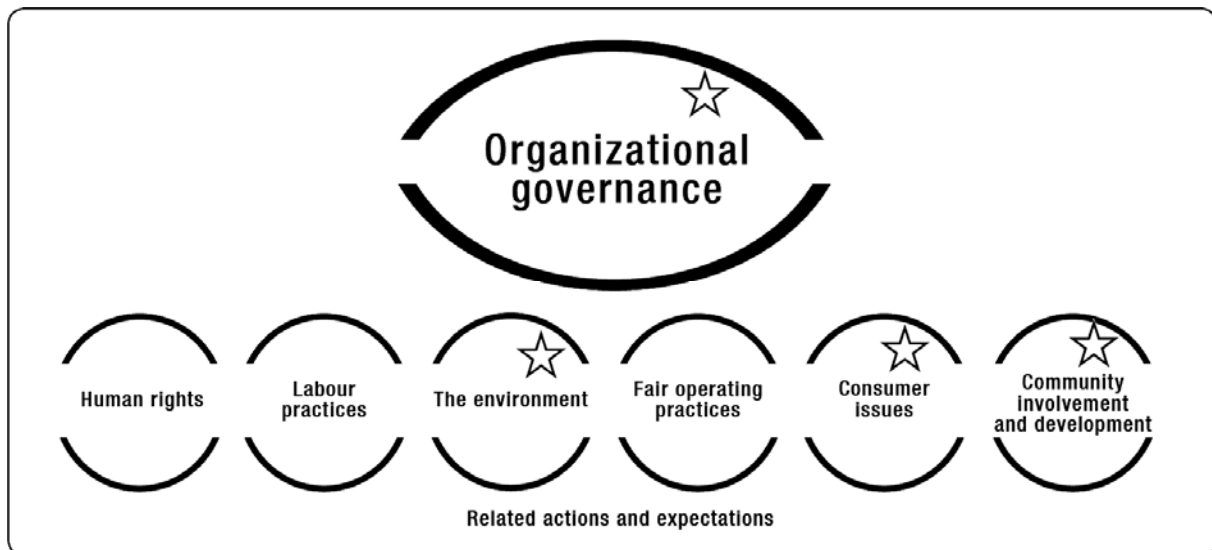 Organizational
governance
Human rights
Labour
practices
The environment
Fair operating
practices
Consumer
issues
Community
involvement
and development
Related actions and expectations